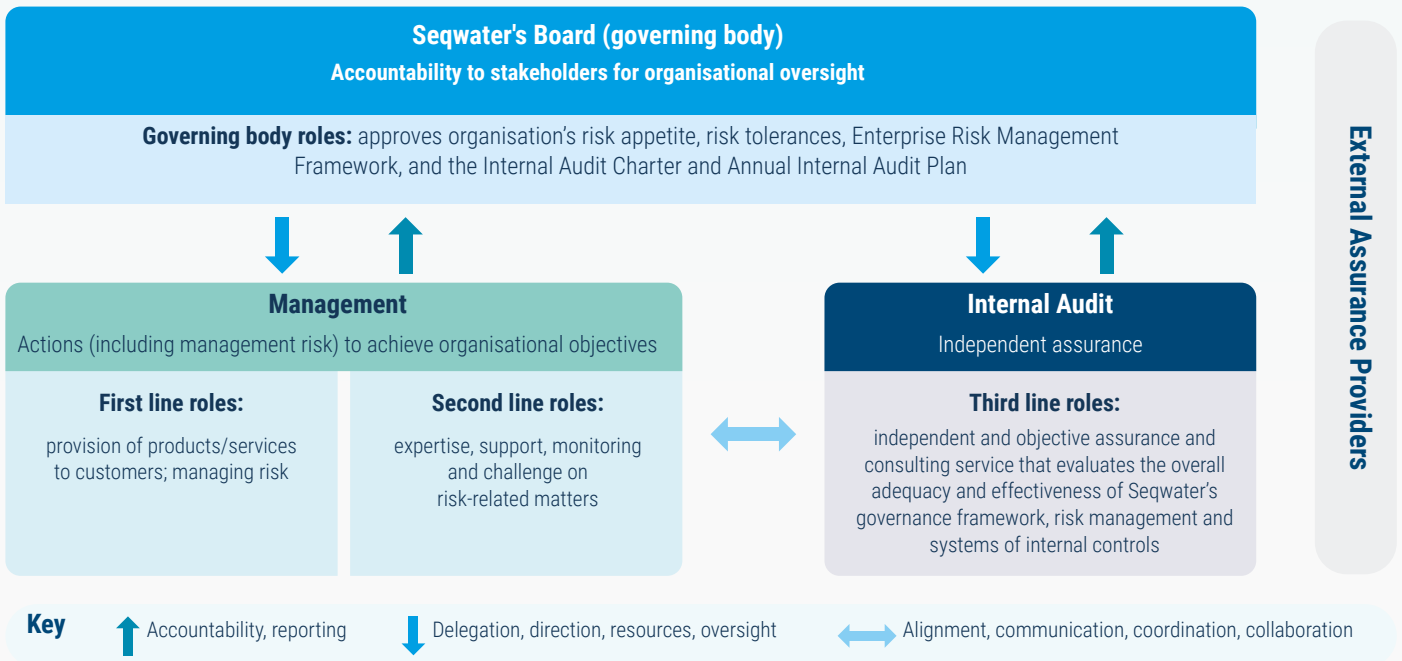 Seqwater's Board (governing body)
Accountability to stakeholders for organisational oversight
Governing body roles: approves organisation's risk appetite, risk tolerances, Enterprise Risk Management
Framework, and the Internal Audit Charter and Annual Internal Audit Plan
Management
Actions (including management risk) to achieve organisational objectives
First line roles:
provision of products/services
to customers; managing risk
Second line roles:
expertise, support, monitoring
and challenge on
risk-related matters
Internal Audit
Independent assurance
Third line roles:
independent and objective assurance and
consulting service that evaluates the overall
adequacy and effectiveness of Seqwater's
governance framework, risk management and
systems of internal controls
External Assurance Providers
Key
Accountability, reporting
Delegation, direction, resources, oversight
Alignment, communication, coordination, collaboration